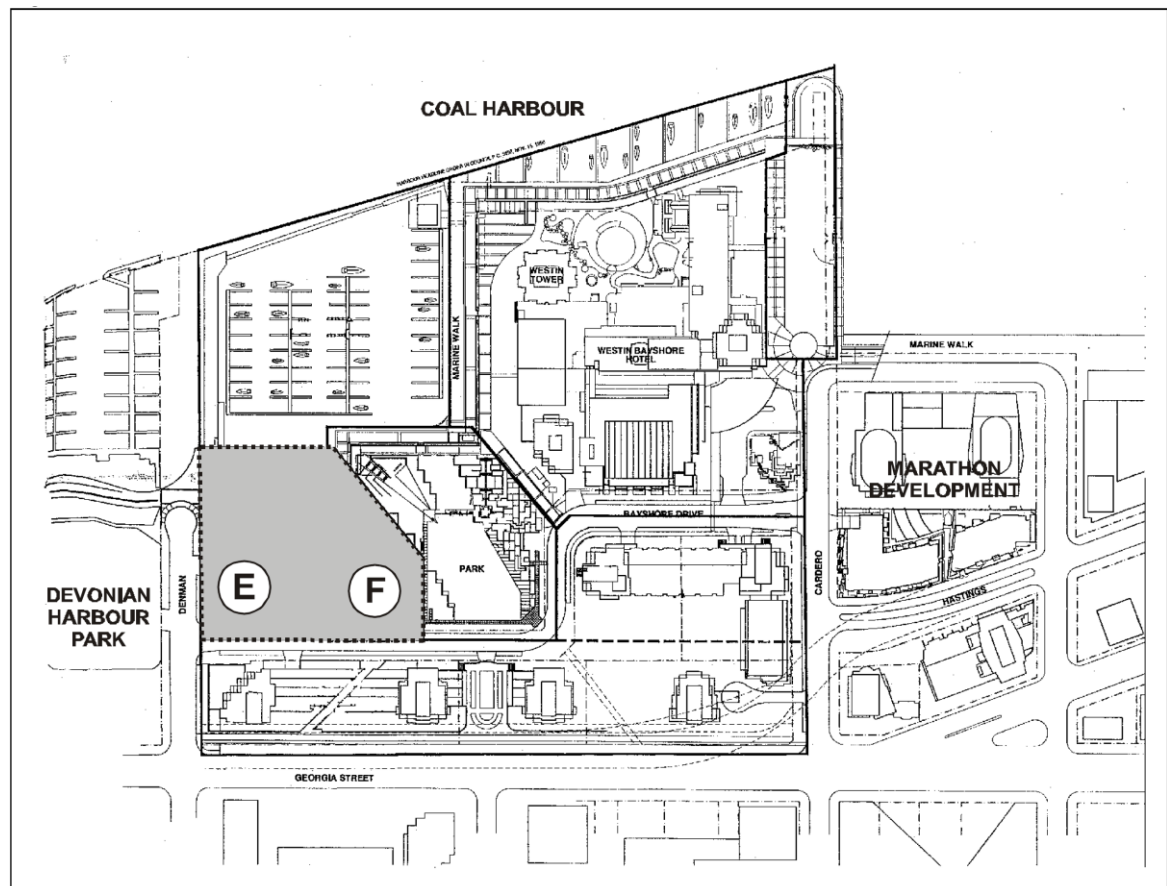 COAL HARBOUR
MARINE WALK
WESTIN
TOWER
WESTIN BAYSHORE
HOTEL
MARINE WALK
MARATHON
DEVELOPMENT
BAYSHORE DRIVE
CARDERO
HASTINGS
PARK
E
F
DENMAN
DEVONIAN
HARBOUR
PARK
GEORGIA STREET